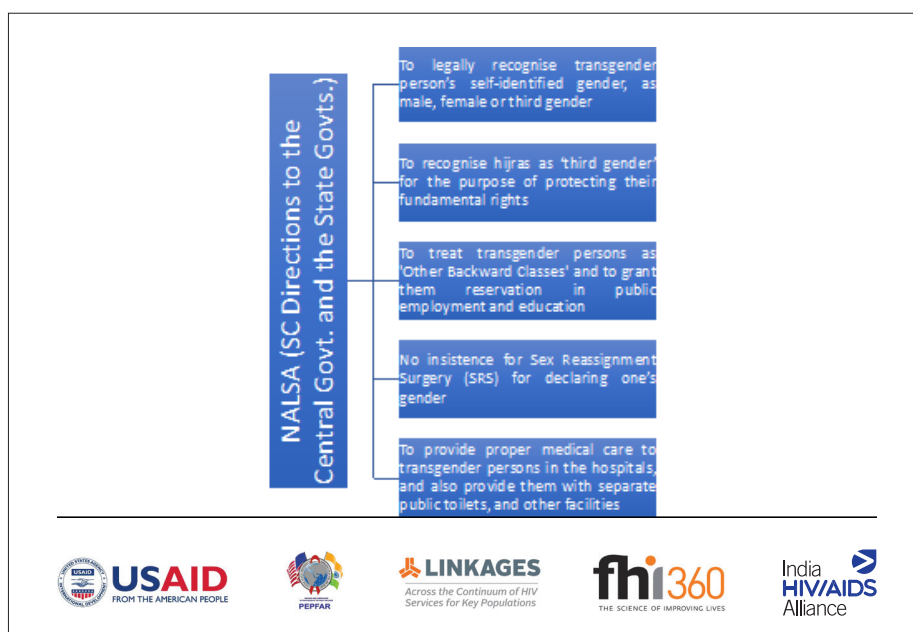 NALSA (SC Directions to the
Central Govt. and the State Govts.)
To legally recognise transgender
person's self-identified gender, as
male, female or third gender
To recognise hijras as 'third gender'
for the purpose of protecting their
fundamental rights
To treat transgender persons as
'Other Backward Classes' and to grant
them reservation in public
employment and education
No insistence for Sex Reassignment
Surgery (SRS) for declaring one's
gender
To provide proper medical care to
transgender persons in the hospitals,
and also provide them with separate
public toilets, and other facilities
UNITED STATES AGENCY
USAID
INTERNATIONAL DEVELOPMENT
USAID
FROM THE AMERICAN PEOPLE
PEPFAR
LINKAGES
Across the Continuum of HIV
Services for Key Populations
fhi360
THE SCIENCE OF IMPROVING LIVES
India
HIV/AIDS
Alliance